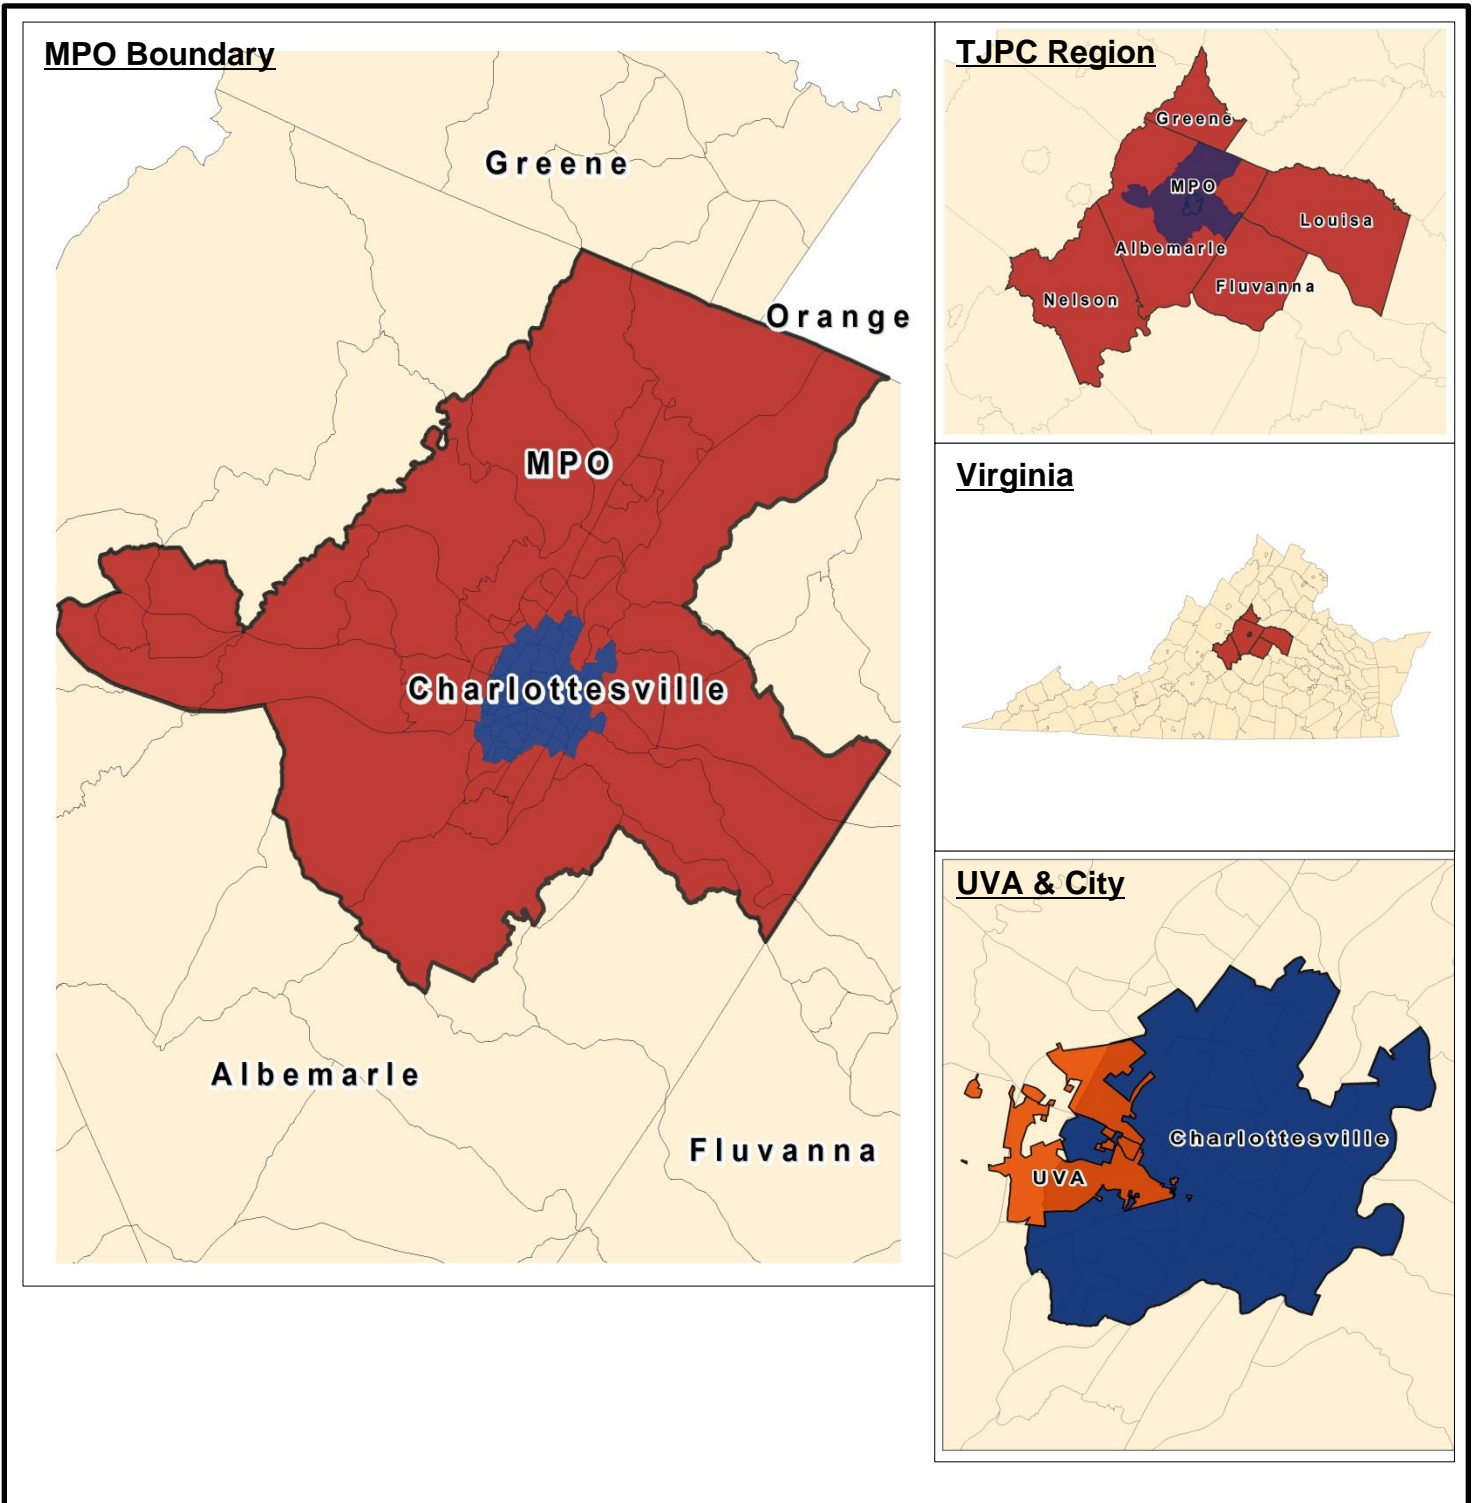 MPO Boundary
Greene
Orange
MPO
Charlottesville
Albemarle
Fluvanna
TJPC Region
Greene
MPO
Louisa
Albemarle
Fluvanna
Nelson
Virginia
UVA & City
Charlottesville
UVA